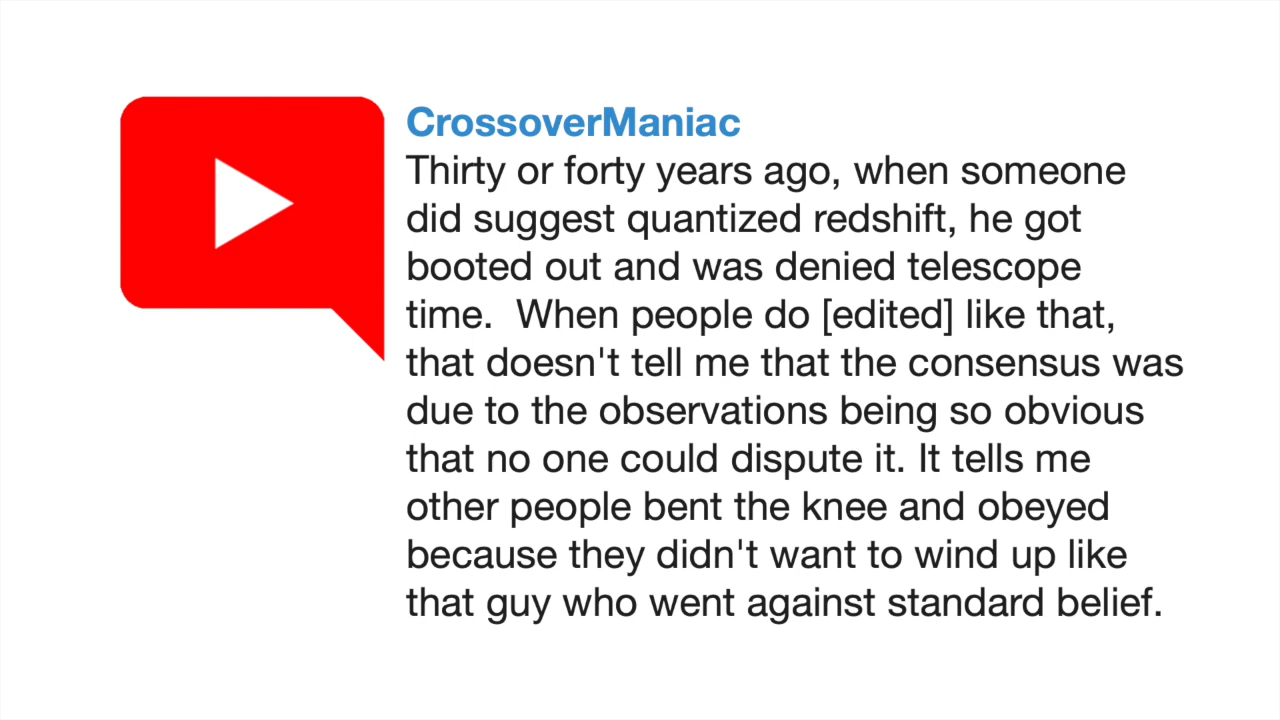 CrossoverManiac
Thirty or forty years ago, when someone
did suggest quantized redshift, he got
booted out and was denied telescope
time.  When people do [edited] like that,
that doesn't tell me that the consensus was
due to the observations being so obvious
that no one could dispute it. It tells me
other people bent the knee and obeyed
because they didn't want to wind up like
that guy who went against standard belief.